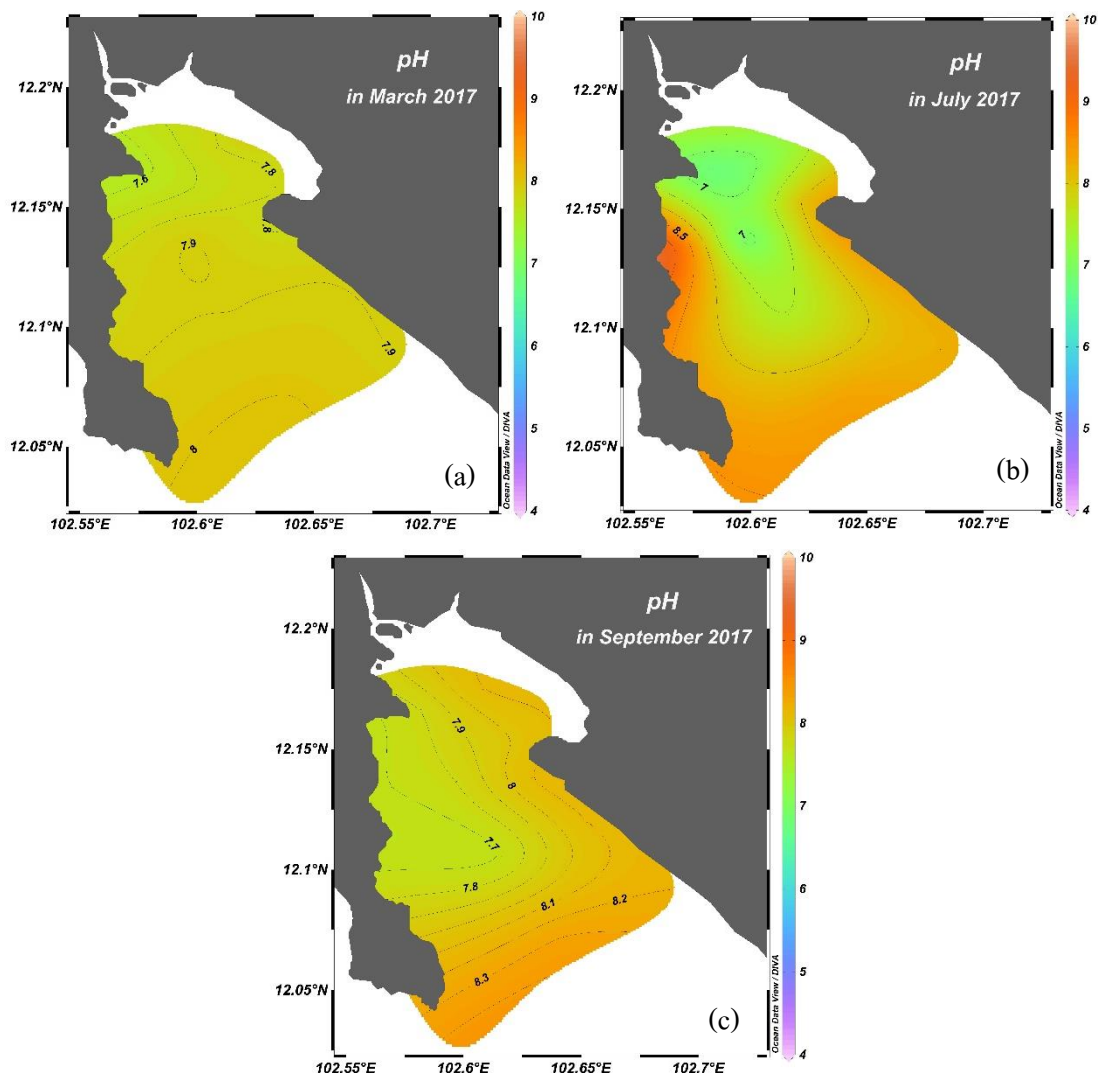 pH
in March 2017
12.2°N
12.15°N
12.1°N
12.05°N
102.55°E
102.6°E
102.65°E
102.7°E
7.6
7.8
7.8
7.9
7.9
8
(a)
10
9
8
7
6
5
4
Ocean Data View / DIVA
pH
in July 2017
12.2°N
12.15°N
12.1°N
12.05°N
102.55°E
102.6°E
102.65°E
102.7°E
7
7
8.5
(b)
10
9
8
7
6
5
4
Ocean Data View / DIVA
pH
in September 2017
12.2°N
12.15°N
12.1°N
12.05°N
102.55°E
102.6°E
102.65°E
102.7°E
7.9
8
7.7
7.8
8.1
8.2
8.3
(c)
10
9
8
7
6
5
4
Ocean Data View / DIVA